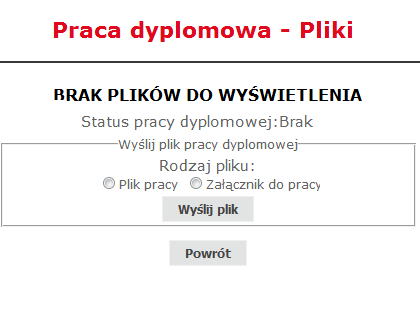 Praca dyplomowa - Pliki
BRAK PLIKÓW DO WYŚWIETLENIA
Status pracy dyplomowej:Brak
Wyślij plik pracy dyplomowej
Rodzaj pliku:
Plik pracy Załącznik do pracy
Wyślij plik
Powrót